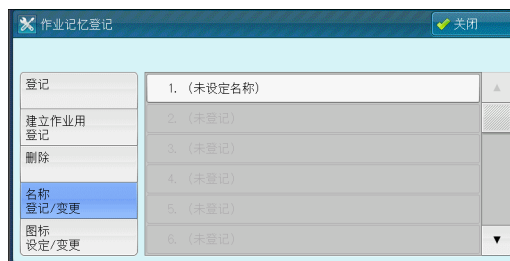 作业记忆登记
关闭
登记
建立作业用
登记
删除
名称
登记/变更
图标
设定/变更
1. (未设定名称)
2. (未登记)
3. (未登记)
4. (未登记)
5. (未登记)
6. (未登记)